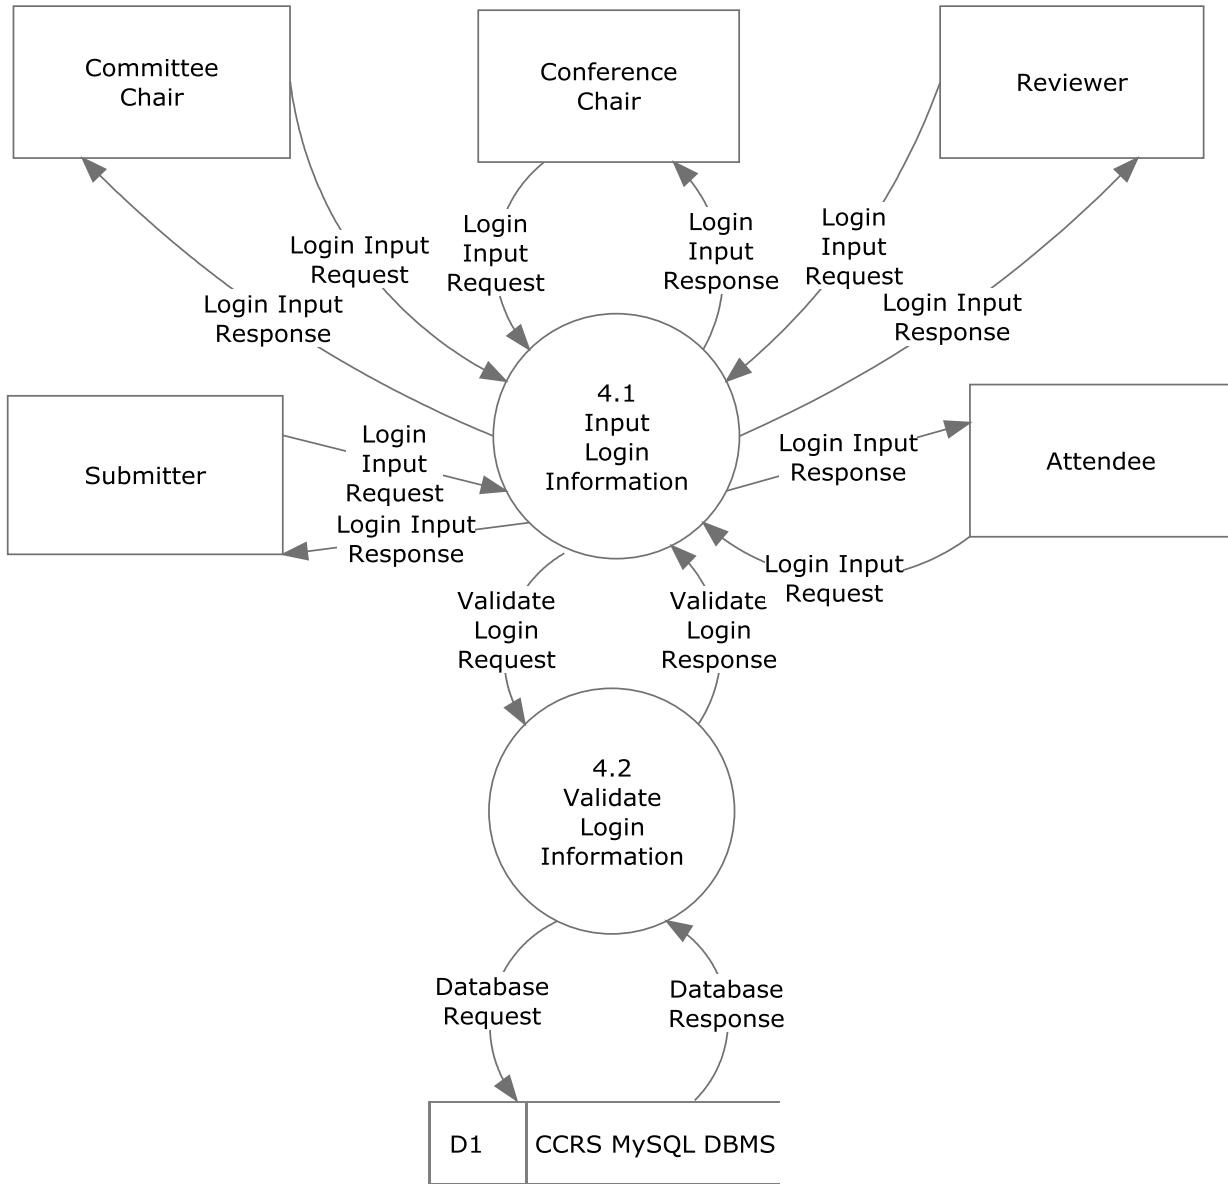 Committee
Chair
Conference
Chair
Reviewer
Login Input
Request
Login
Input
Request
Login
Input
Response
Login
Input
Request
Login Input
Response
Login Input
Response
4.1
Input
Login
Information
Submitter
Login
Input
Request
Login Input
Response
Login Input
Response
Attendee
Login Input
Request
Validate
Login
Request
Validate
Login
Response
4.2
Validate
Login
Information
Database
Request
Database
Response
D1
CCRS MySQL DBMS